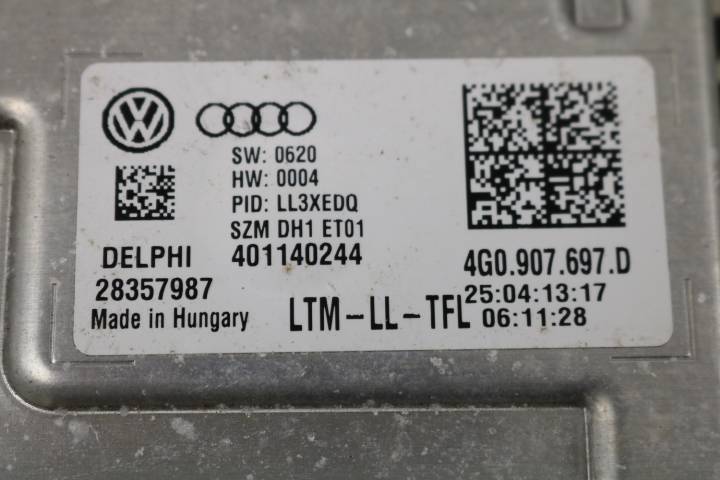 SW: 0620
HW: 0004
PID: LL3XEDQ
SZM DH1 ET01
DELPHI 401140244
28357987
Made in Hungary
LTM-LL-TFL
4G0.907.697.D
25:04:13:17
06:11:28